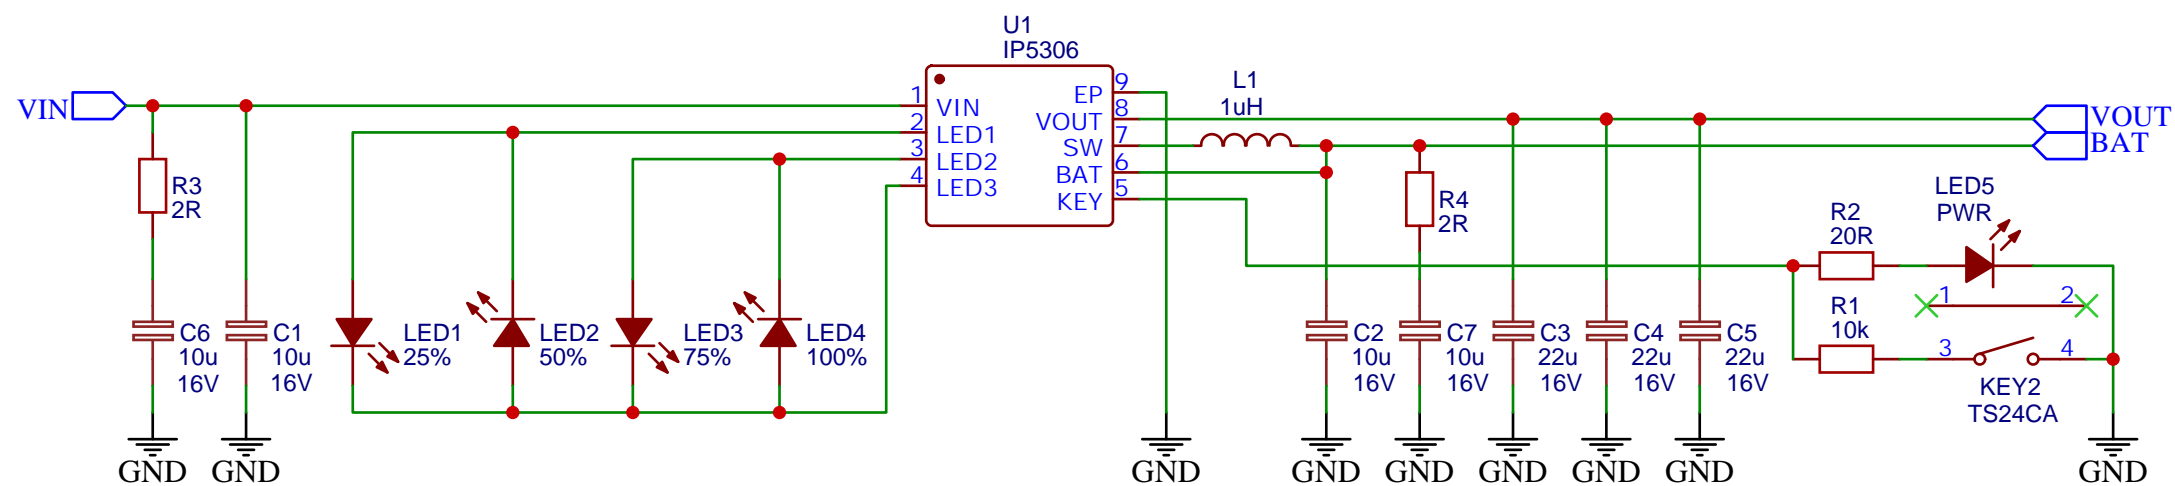 U1
IP5306
VIN
1
VIN
2
LED1
3
LED2
4
LED3
EP
9
VOUT
8
SW
7
BAT
6
KEY
5
L1
1uH
VOUT
BAT
R3
2R
R4
2R
LED5
PWR
R2
20R
1
2
R1
10k
3
4
KEY2
TS24CA
C6
10u
16V
C1
10u
16V
LED1
25%
LED2
50%
LED3
75%
LED4
100%
C2
10u
16V
C7
10u
16V
C3
22u
16V
C4
22u
16V
C5
22u
16V
GND
GND
GND
GND
GND
GND
GND
GND
GND